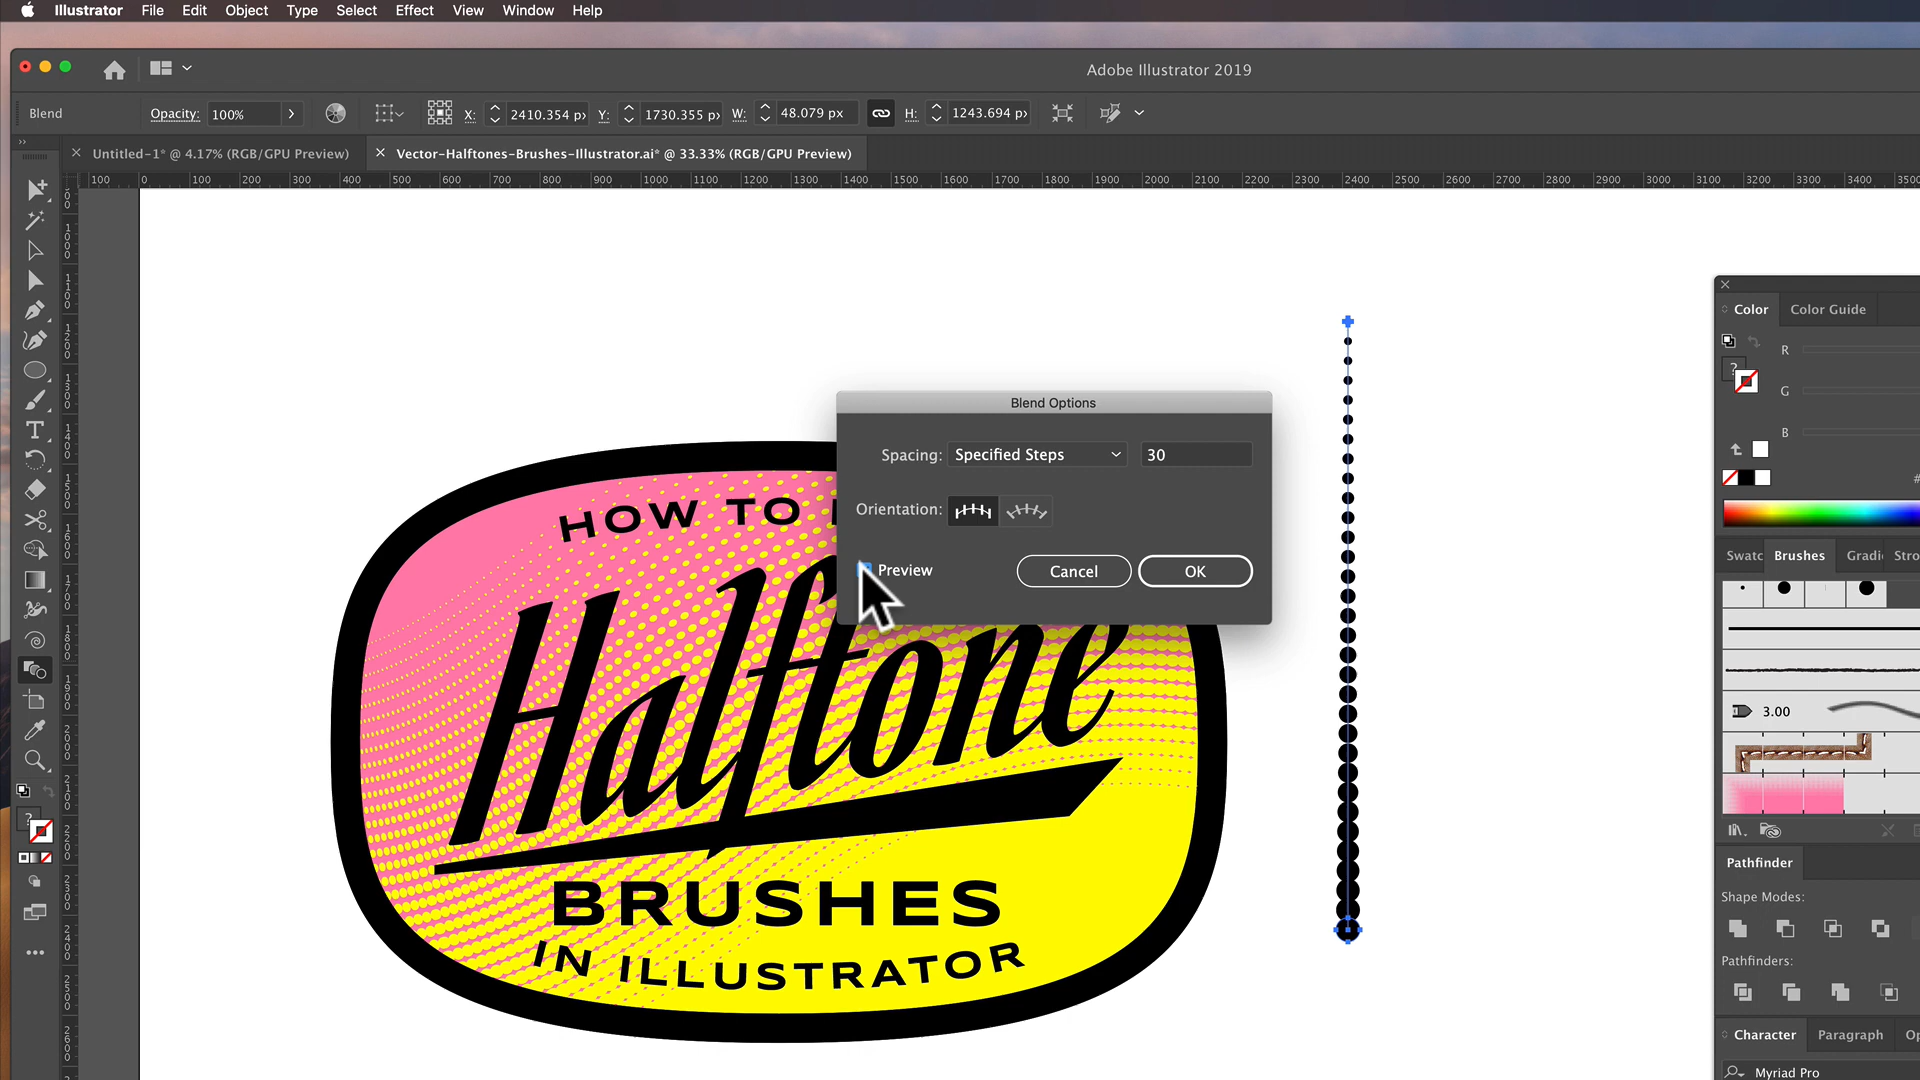 Illustrator File Edit Object Type Select Effect View Window Help
Adobe Illustrator 2019
Blend Opacity: 100% X: 2410.354 px Y: 1730.355 px W: 48.079 px H: 1243.694 px
Untitled-1* @ 4.17% (RGB/GPU Preview) Vector-Halftones-Brushes-Illustrator.ai* @ 33.33% (RGB/GPU Preview)
100 0 100 200 300 400 500 600 700 800 900 1000 1100 1200 1300 1400 1500 1600 1700 1800 1900 2000 2100 2200 2300 2400 2500 2600 2700 2800 2900 3000 3100 3200 3300 3400 3500
Color Color Guide
R
G
B
#
Blend Options
Spacing: Specified Steps 30
Orientation:
Preview Cancel OK
HOW TO
Halftone
BRUSHES
IN ILLUSTRATOR
Swatc Brushes Gradi Stro
3.00
Pathfinder
Shape Modes:
Pathfinders:
Character Paragraph Op
Myriad Pro